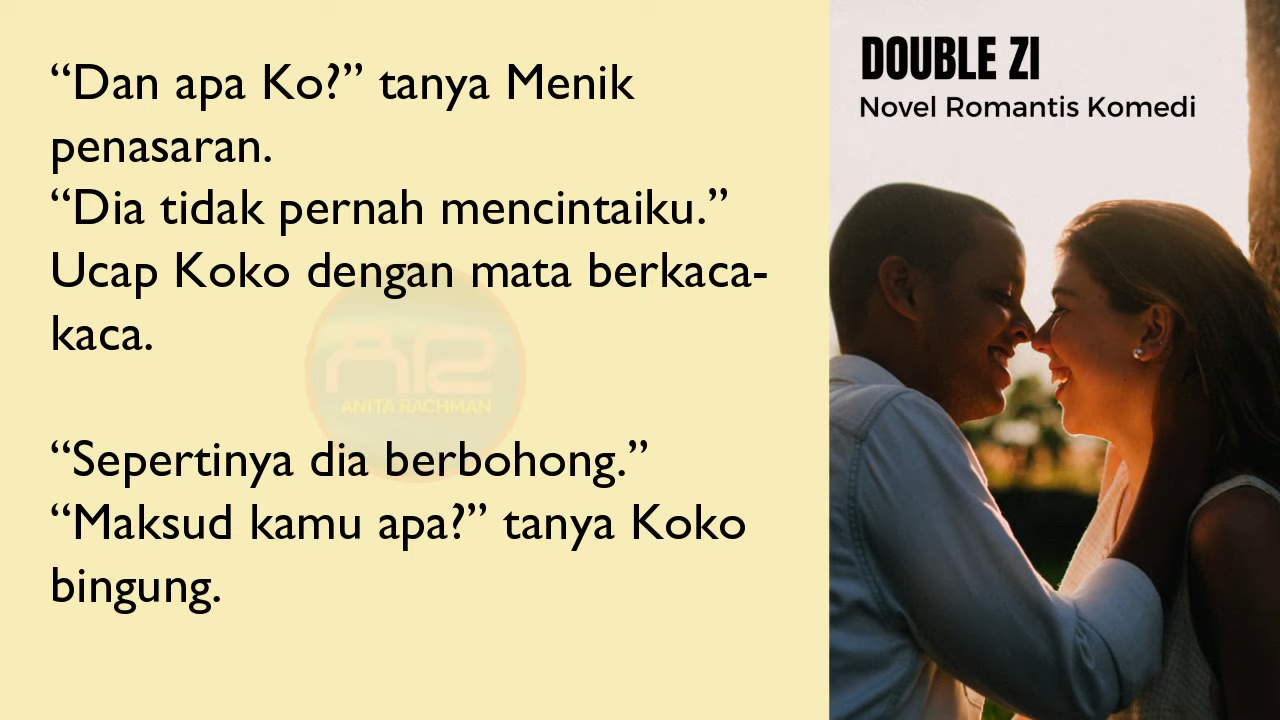 “Dan apa Ko?” tanya Menik
penasaran.
“Dia tidak pernah mencintaiku.”
Ucap Koko dengan mata berkaca-
kaca.
“Sepertinya dia berbohong.”
“Maksud kamu apa?” tanya Koko
bingung.
AR
ANITA RACHMAN
DOUBLE ZI
Novel Romantis Komedi